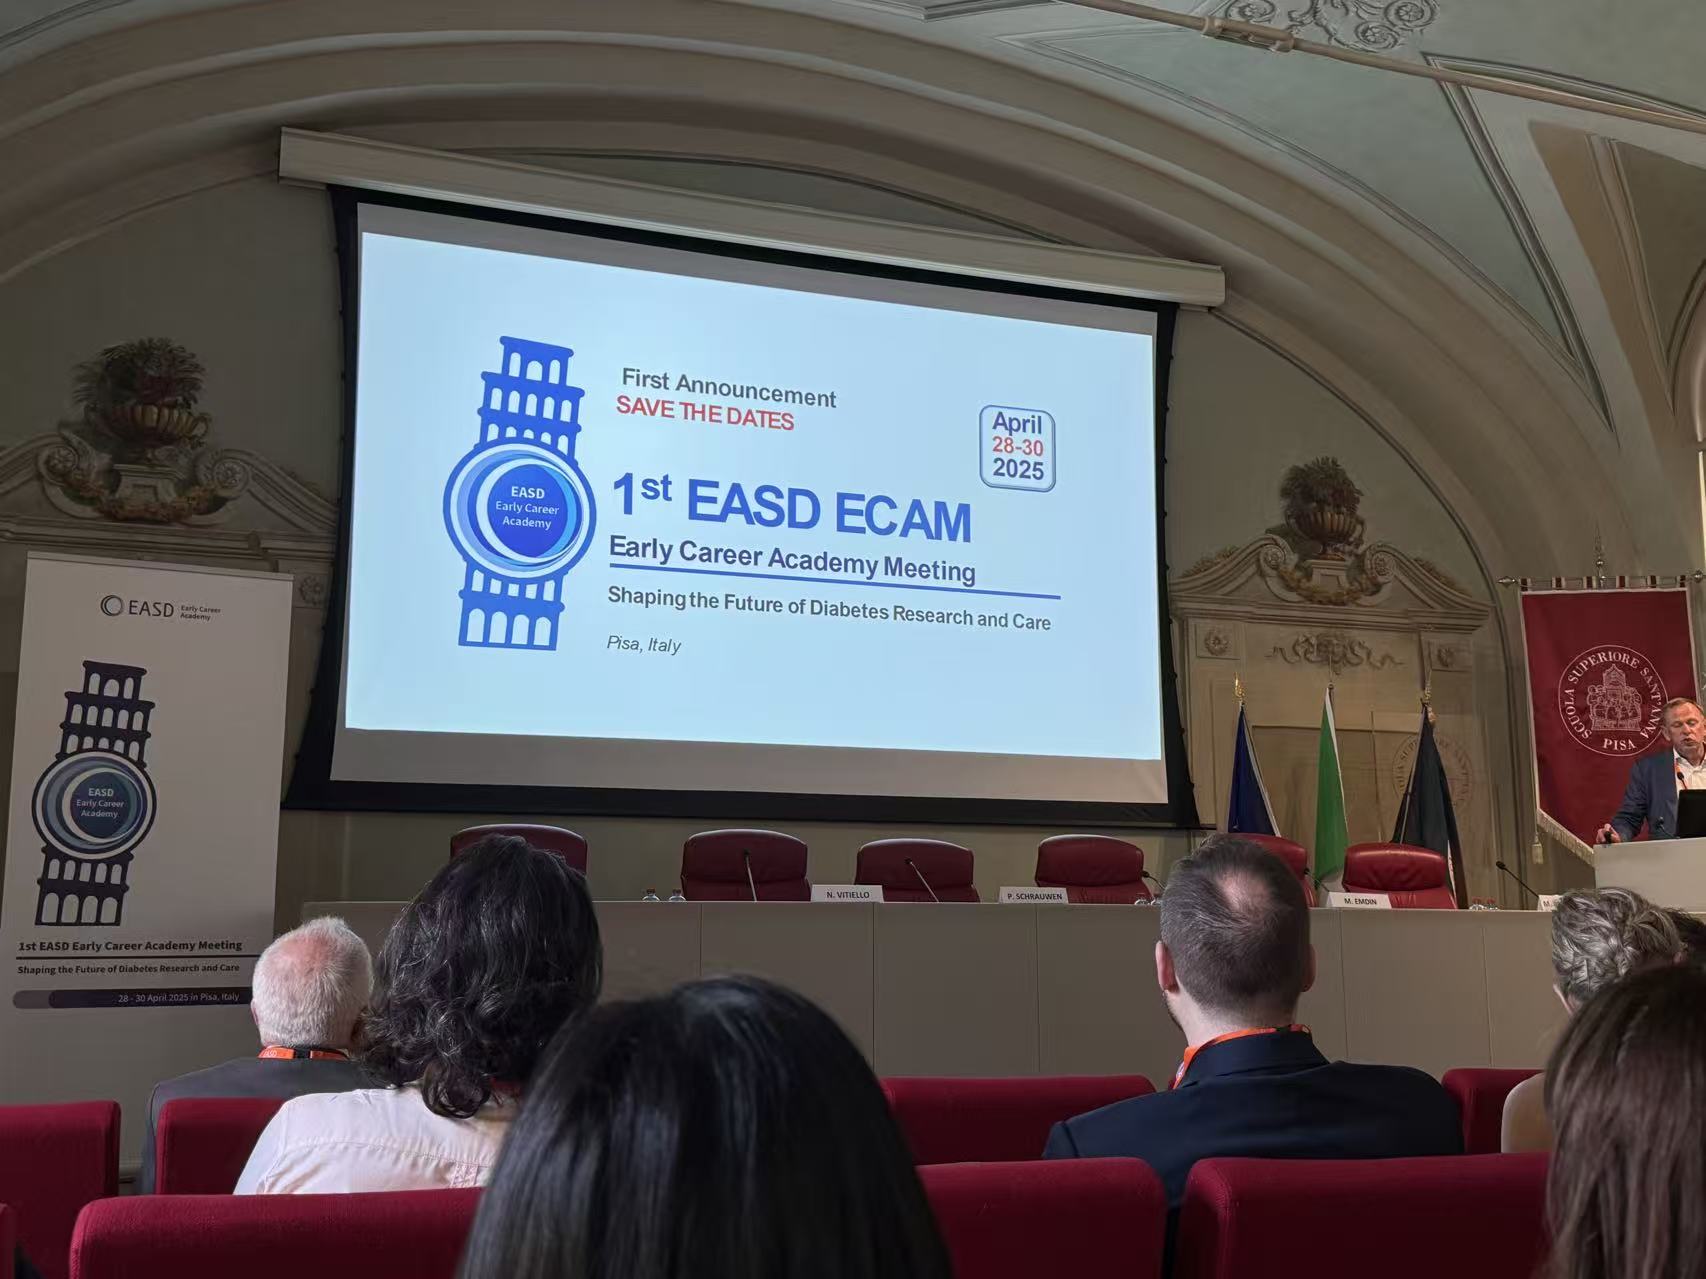 First Announcement
SAVE THE DATES
April
28-30
2025
1st EASD ECAM
Early Career Academy Meeting
Shaping the Future of Diabetes Research and Care
Pisa, Italy
EASD
Early Career
Academy
EASD Early Career
Academy
EASD
Early Career
Academy
1st EASD Early Career Academy Meeting
Shaping the Future of Diabetes Research and Care
28 - 30 April 2025 in Pisa, Italy
SCUOLA SUPERIORE SANT'ANNA
PISA
N. VITIELLO
P. SCHRAUWEN
M. EMDIN
EASD